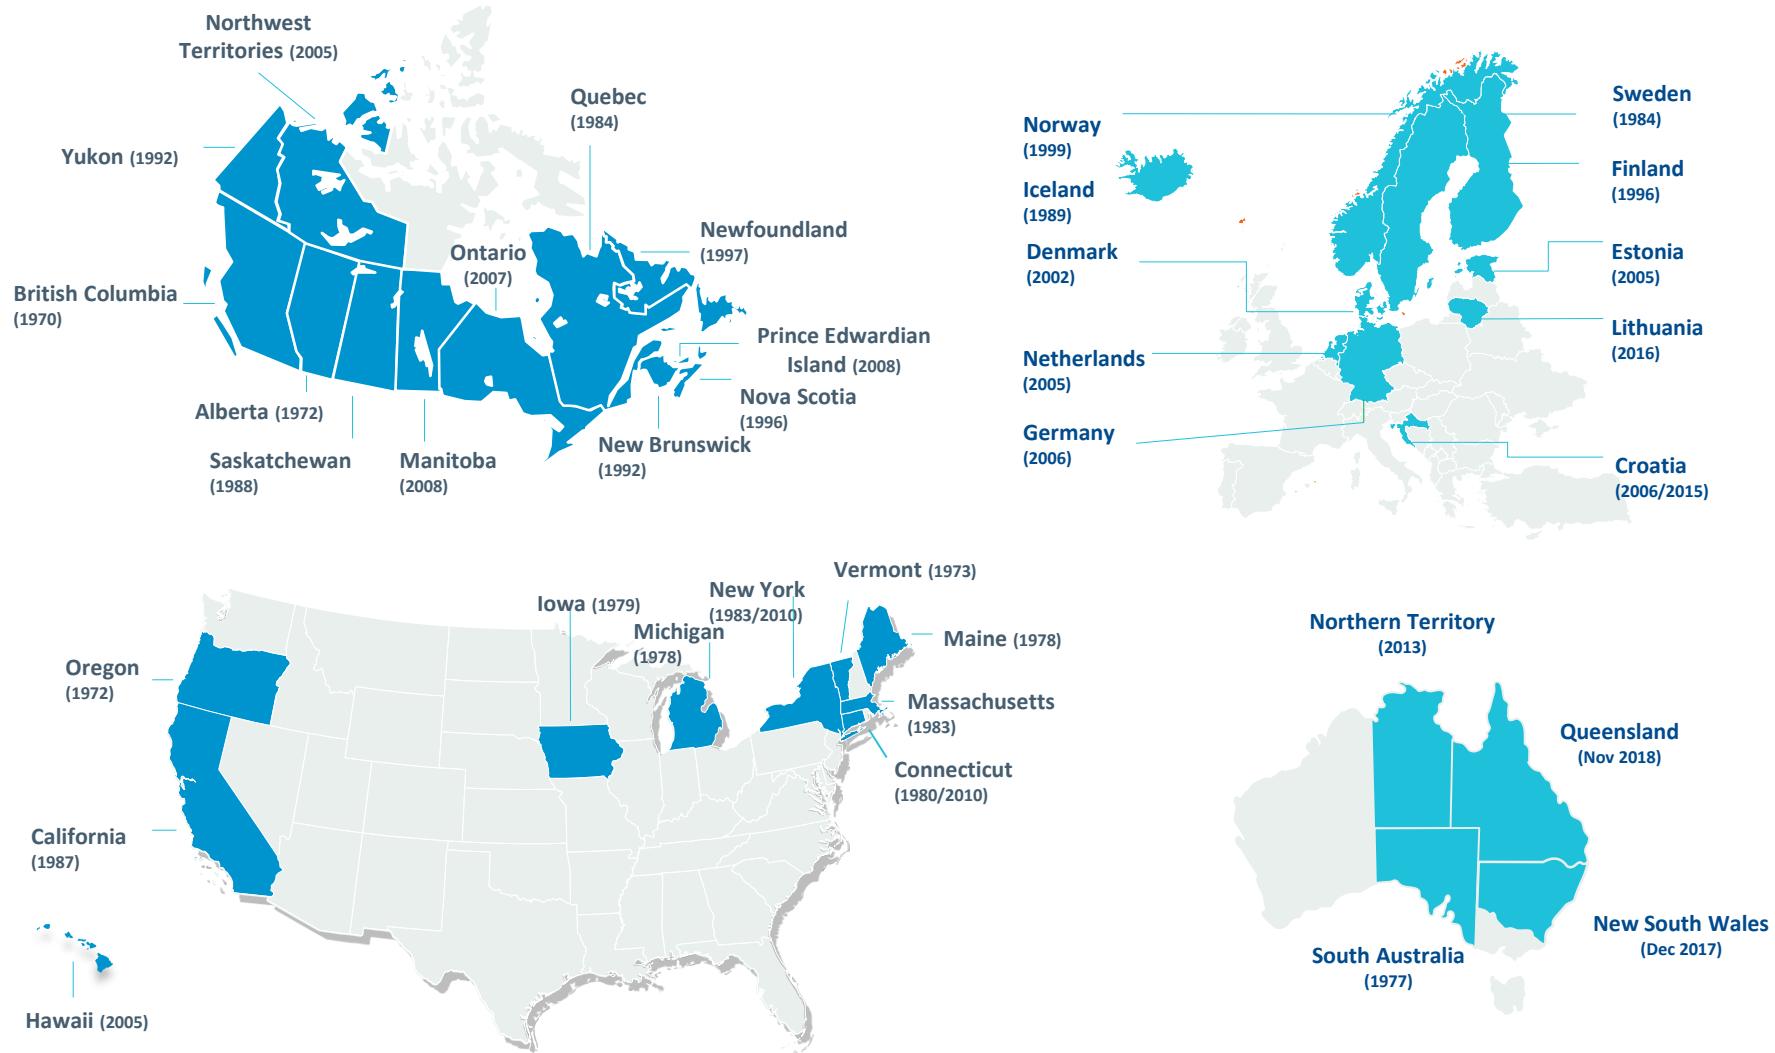 Northwest
Territories (2005)
Quebec
(1984)
Yukon (1992)
Newfoundland
(1997)
Ontario
(2007)
British Columbia
(1970)
Prince Edwardian
Island (2008)
Nova Scotia
(1996)
Alberta (1972)
New Brunswick
(1992)
Saskatchewan
(1988)
Manitoba
(2008)
Sweden
(1984)
Norway
(1999)
Finland
(1996)
Iceland
(1989)
Denmark
(2002)
Estonia
(2005)
Lithuania
(2016)
Netherlands
(2005)
Germany
(2006)
Croatia
(2006/2015)
Vermont (1973)
New York
(1983/2010)
Iowa (1979)
Michigan
(1978)
Maine (1978)
Oregon
(1972)
Massachusetts
(1983)
Connecticut
(1980/2010)
California
(1987)
Hawaii (2005)
Northern Territory
(2013)
Queensland
(Nov 2018)
New South Wales
(Dec 2017)
South Australia
(1977)